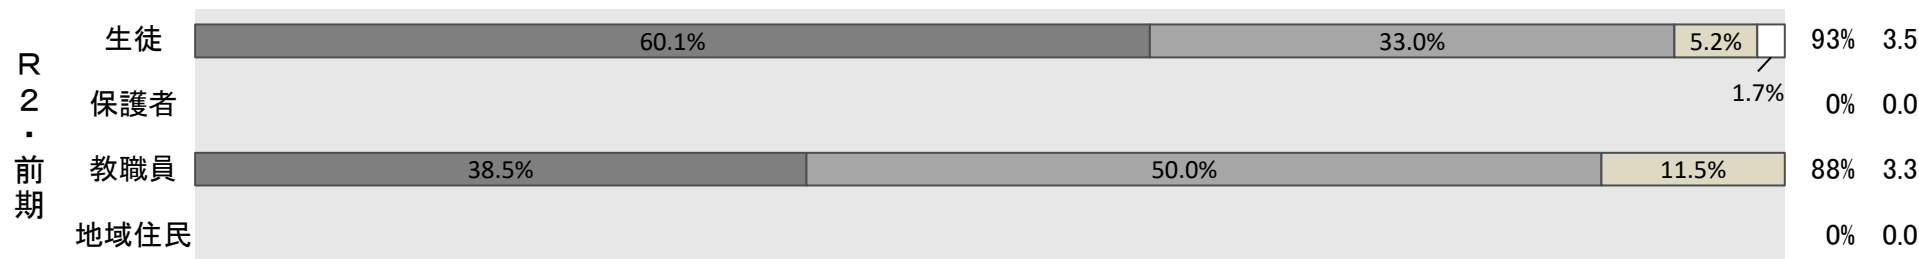 R2・前期
生徒 60.1% 33.0% 5.2% 1.7% 93% 3.5
保護者 0% 0.0
教職員 38.5% 50.0% 11.5% 88% 3.3
地域住民 0% 0.0